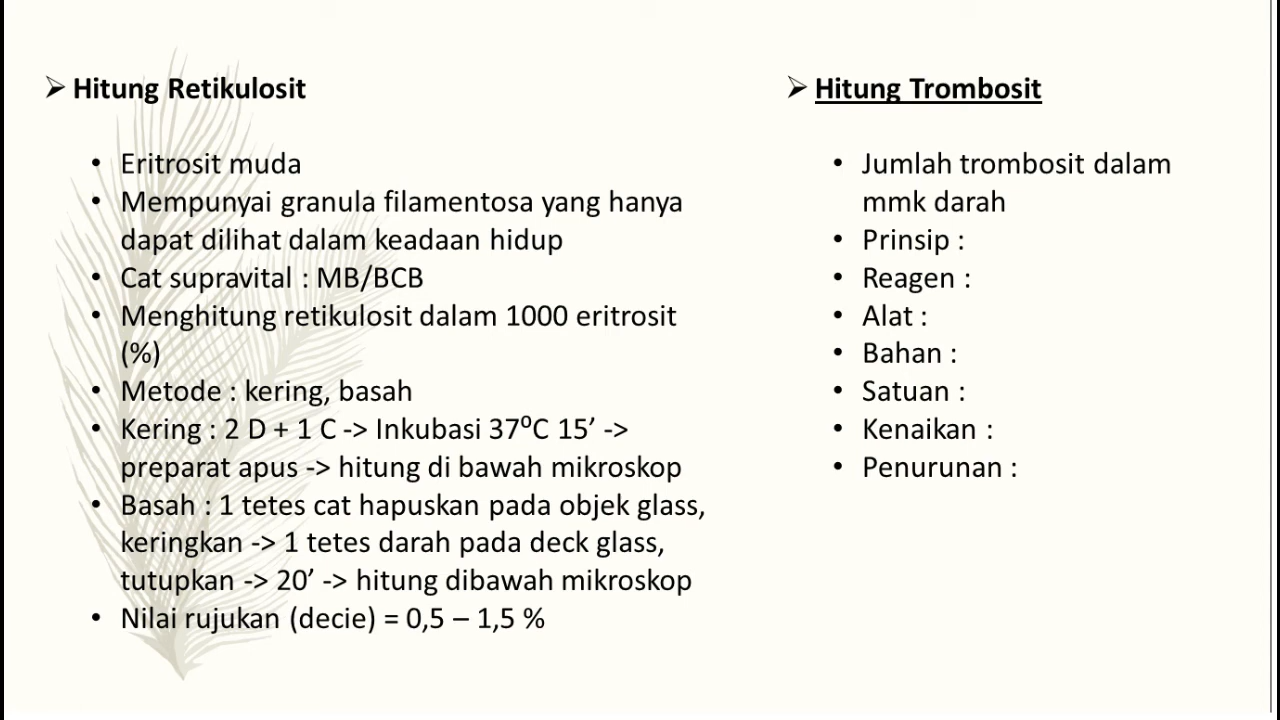 ➢ Hitung Retikulosit
• Eritrosit muda
• Mempunyai granula filamentosa yang hanya
dapat dilihat dalam keadaan hidup
• Cat supravital : MB/BCB
• Menghitung retikulosit dalam 1000 eritrosit
(%)
• Metode : kering, basah
• Kering : 2 D + 1 C -> Inkubasi 37⁰C 15’ ->
preparat apus -> hitung di bawah mikroskop
• Basah : 1 tetes cat hapuskan pada objek glass,
keringkan -> 1 tetes darah pada deck glass,
tutupkan -> 20’ -> hitung dibawah mikroskop
• Nilai rujukan (decie) = 0,5 – 1,5 %
➢ Hitung Trombosit
• Jumlah trombosit dalam
mmk darah
• Prinsip :
• Reagen :
• Alat :
• Bahan :
• Satuan :
• Kenaikan :
• Penurunan :